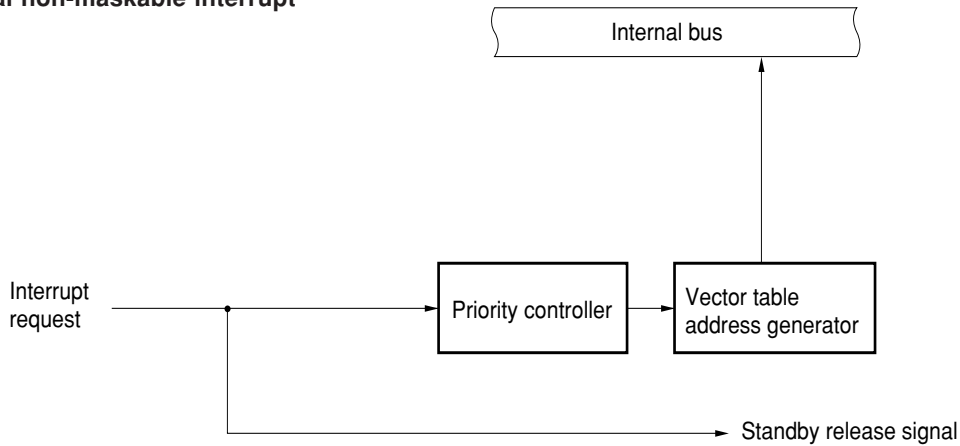 non-maskable interrupt
Internal bus
Interrupt
request
Priority controller
Vector table
address generator
Standby release signal